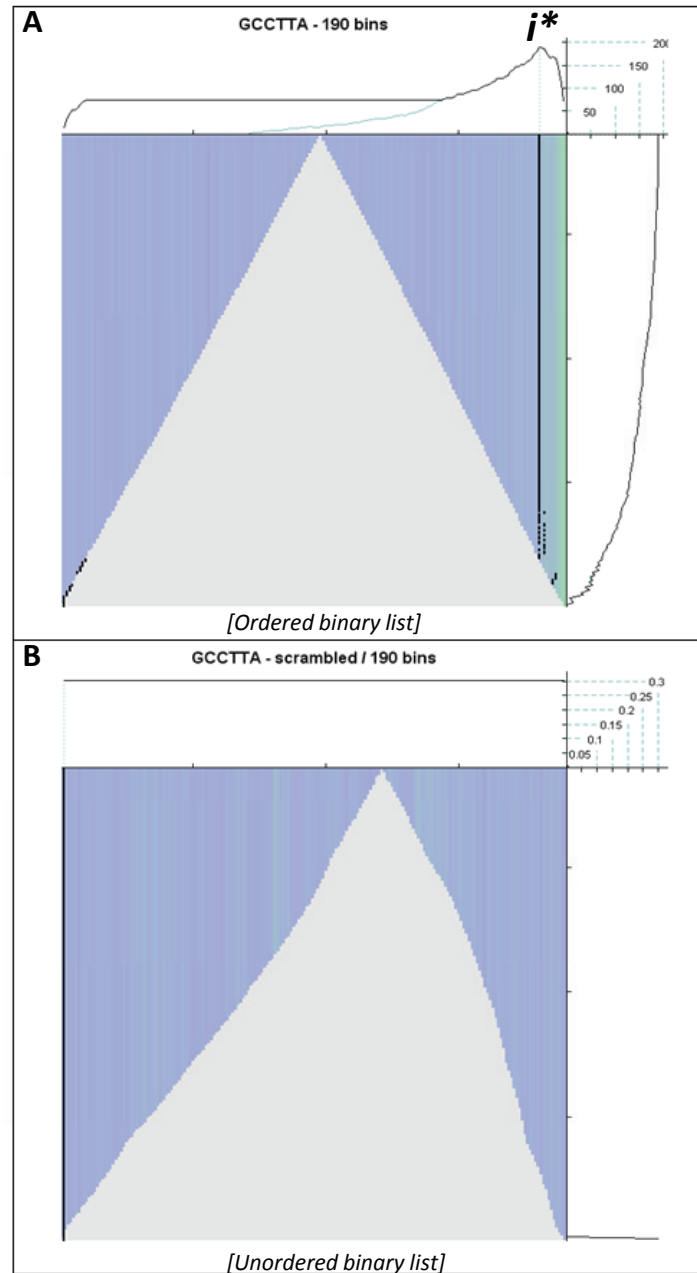 A
GCCTTA - 190 bins
i*
150
100
50
[Ordered binary list]
B
GCCTTA - scrambled / 190 bins
0.3
0.25
0.2
0.15
0.1
0.05
[Unordered binary list]